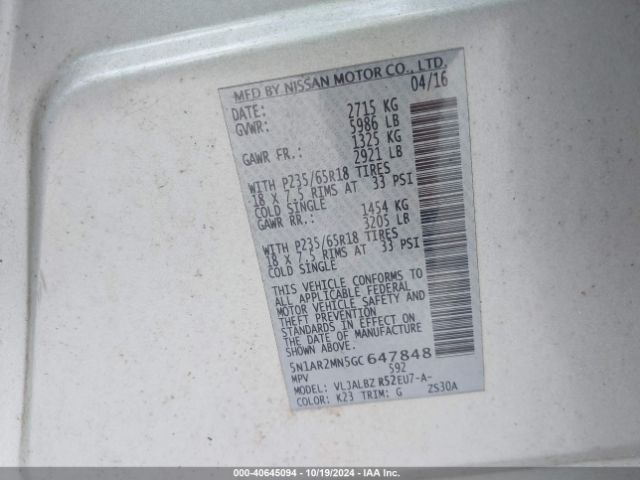 MFD BY NISSAN MOTOR CO., LTD.
DATE: 04/16
GVWR: 2715 KG
5986 LB
GAWR FR.: 1325 KG
2921 LB
WITH P235/65R18 TIRES
18 X 7.5 RIMS AT 33 PSI
COLD SINGLE
GAWR RR.: 1454 KG
3205 LB
WITH P235/65R18 TIRES
18 X 7.5 RIMS AT 33 PSI
COLD SINGLE
THIS VEHICLE CONFORMS TO
ALL APPLICABLE FEDERAL
MOTOR VEHICLE SAFETY AND
THEFT PREVENTION
STANDARDS IN EFFECT ON
THE DATE OF MANUFACTURE
SHOWN ABOVE.
5N1AR2MN5GC647848
MPV 592
MODEL: VLJALBZ R52EU7-A-
COLOR: K23 TRIM: G ZS30A
000-40645094 | 10/19/2024 | IAA Inc.